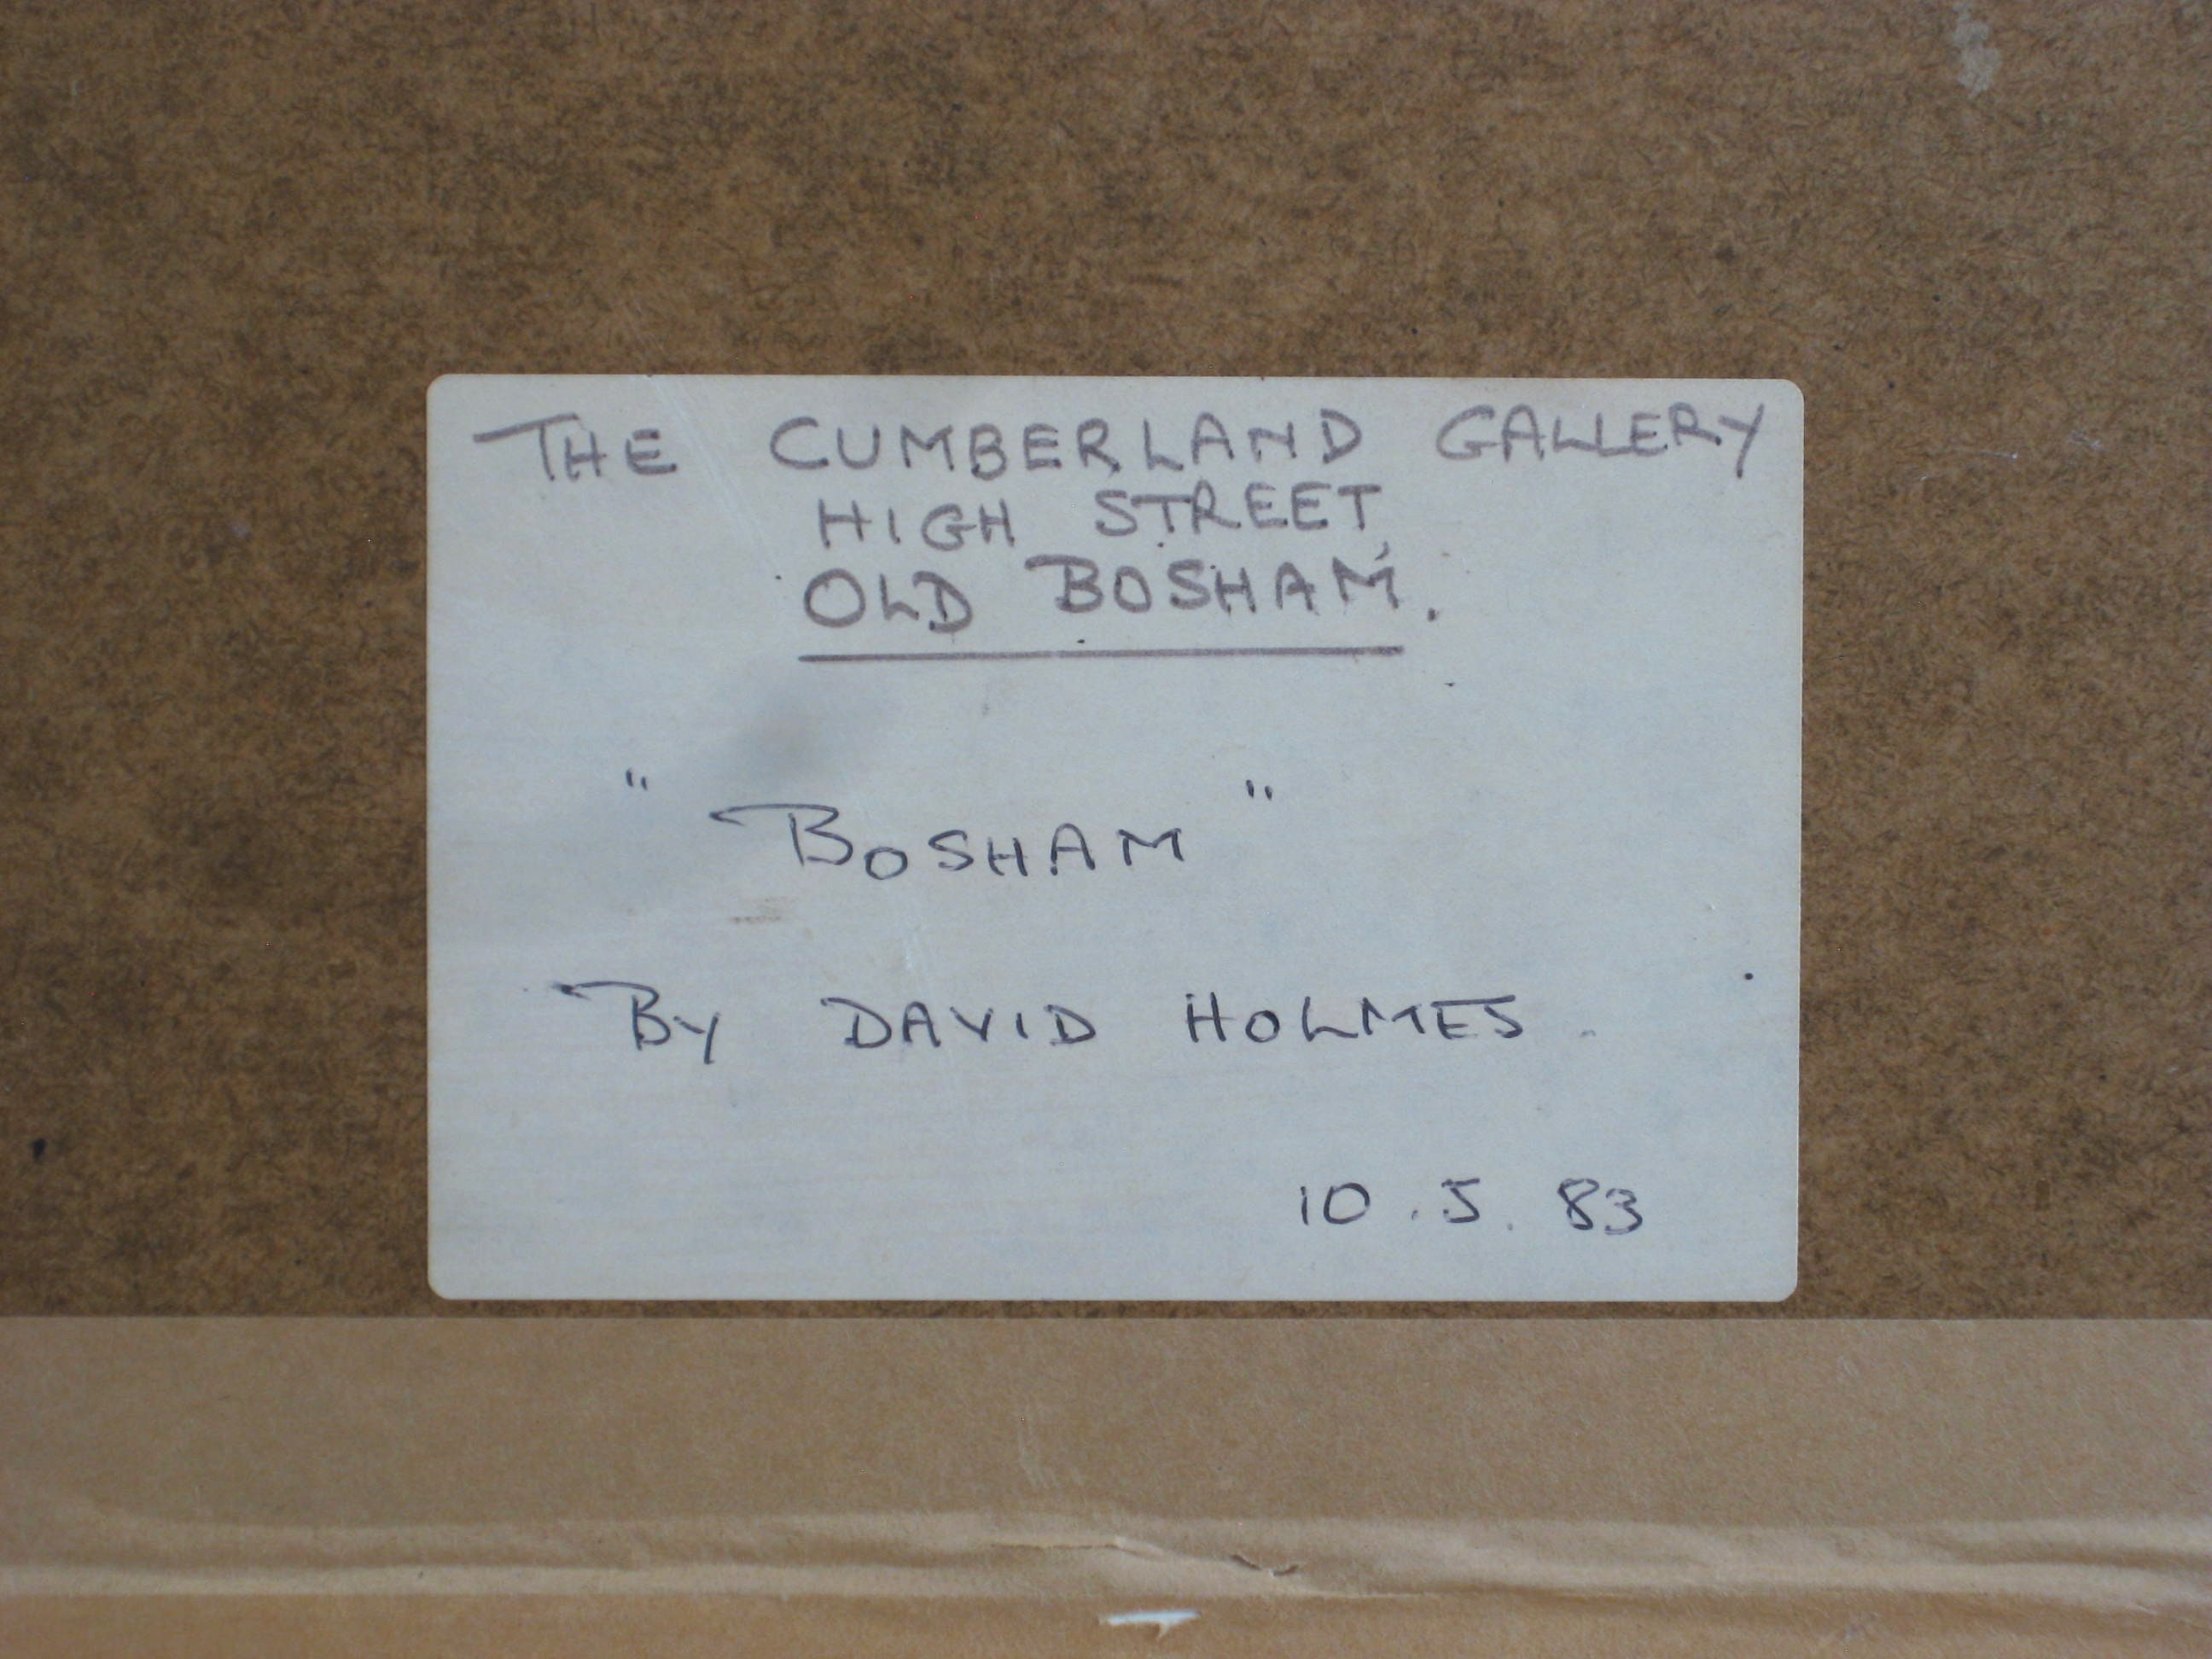 THE CUMBERLAND GALLERY
HIGH STREET,
OLD BOSHAM.
"BOSHAM"
BY DAVID HOLMES.
10.5.83